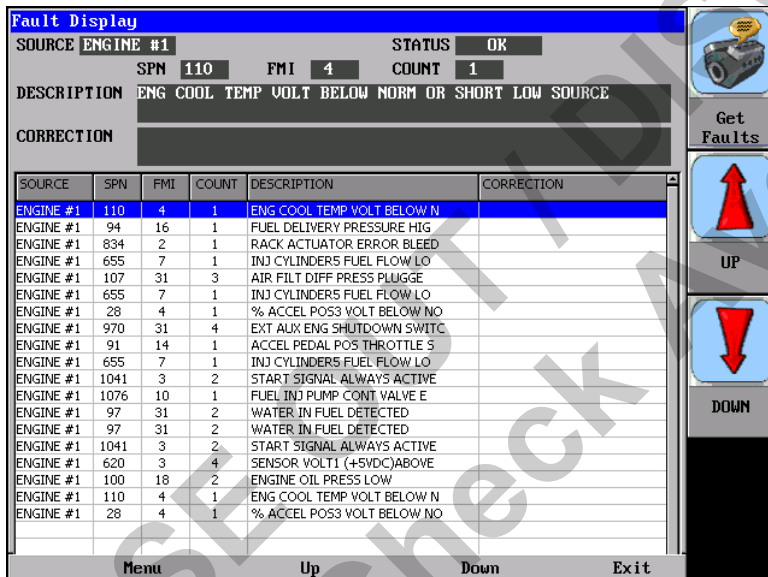 Fault Display
SOURCE ENGINE #1 STATUS OK
SPN 110 FMI 4 COUNT 1
DESCRIPTION ENG COOL TEMP VOLT BELOW NORM OR SHORT LOW SOURCE
CORRECTION
Get
Faults
SOURCE SPN FMI COUNT DESCRIPTION CORRECTION
ENGINE #1 110 4 1 ENG COOL TEMP VOLT BELOW N
ENGINE #1 94 16 1 FUEL DELIVERY PRESSURE HIG
ENGINE #1 834 2 1 RACK ACTUATOR ERROR BLEED
ENGINE #1 655 7 1 INJ CYLINDER5 FUEL FLOW LO
UP
ENGINE #1 107 31 3 AIR FILT DIFF PRESS PLUGGE
ENGINE #1 655 7 1 INJ CYLINDER5 FUEL FLOW LO
ENGINE #1 28 4 1 % ACCEL POS3 VOLT BELOW NO
ENGINE #1 970 31 4 EXT AUX ENG SHUTDOWN SWITC
ENGINE #1 91 14 1 ACCEL PEDAL POS THROTTLE S
ENGINE #1 655 7 1 INJ CYLINDER5 FUEL FLOW LO
ENGINE #1 1041 3 2 START SIGNAL ALWAYS ACTIVE
ENGINE #1 1076 10 1 FUEL INJ PUMP CONT VALVE E
DOWN
ENGINE #1 97 31 2 WATER IN FUEL DETECTED
ENGINE #1 97 31 2 WATER IN FUEL DETECTED
ENGINE #1 1041 3 2 START SIGNAL ALWAYS ACTIVE
ENGINE #1 620 3 4 SENSOR VOLT1 (+5VDC)ABOVE
ENGINE #1 100 18 2 ENGINE OIL PRESS LOW
ENGINE #1 110 4 1 ENG COOL TEMP VOLT BELOW N
ENGINE #1 28 4 1 % ACCEL POS3 VOLT BELOW NO
Menu Up Down Exit